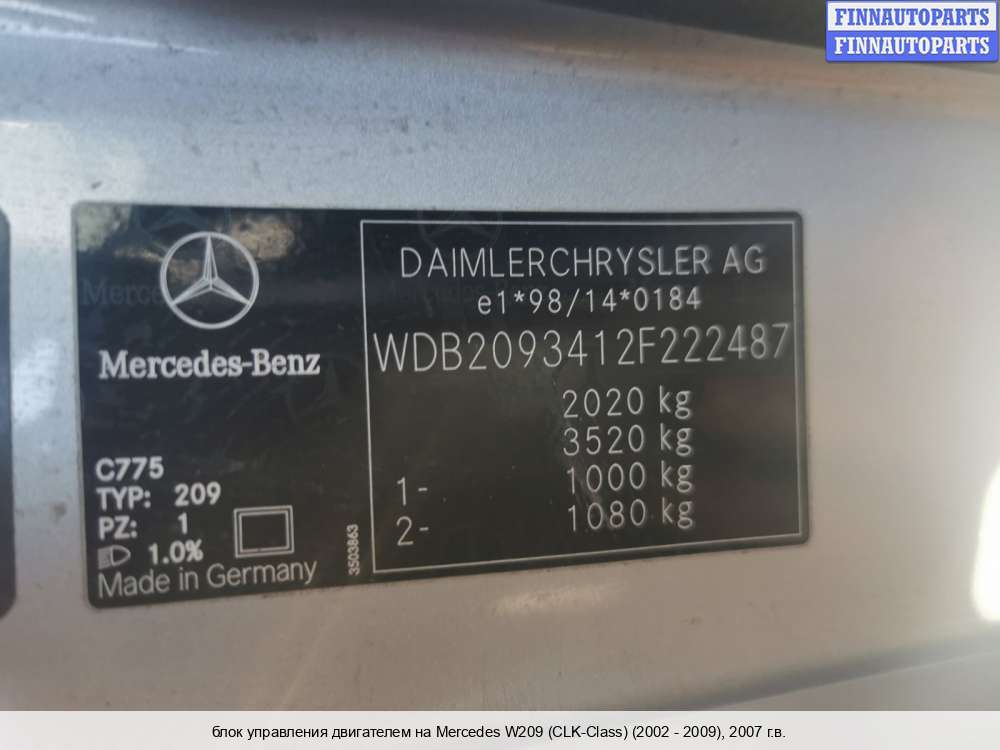 FINNAUTOPARTS
FINNAUTOPARTS
Mercedes-Benz
C775
TYP: 209
PZ: 1
1.0%
Made in Germany
3503863
DAIMLERCHRYSLER AG
e1*98/14*0184
WDB2093412F222487
2020 kg
3520 kg
1- 1000 kg
2- 1080 kg
блок управления двигателем на Mercedes W209 (CLK-Class) (2002 - 2009), 2007 г.в.